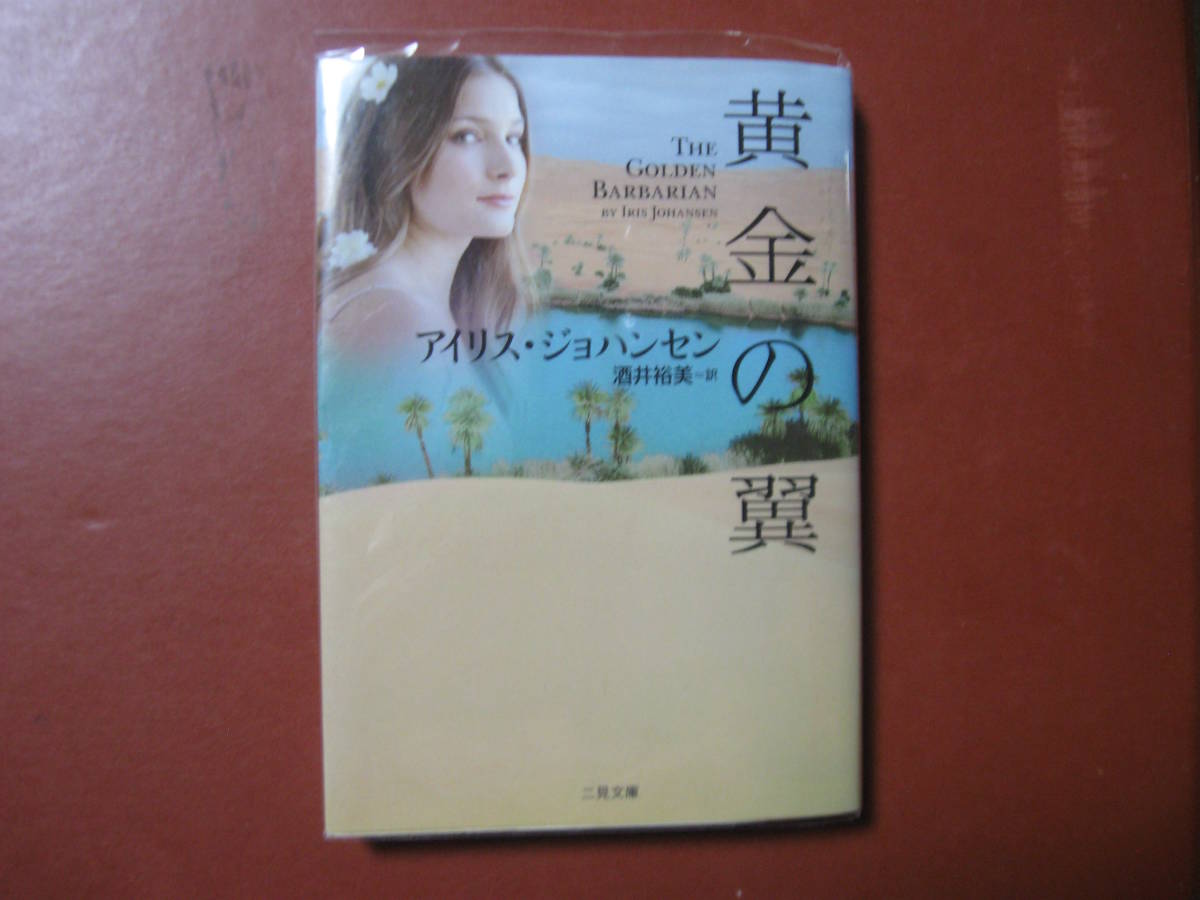 黄金の翼
THE
GOLDEN
BARBARIAN
BY IRIS JOHANSEN
アイリス・ジョハンセン
酒井裕美=訳
二見文庫